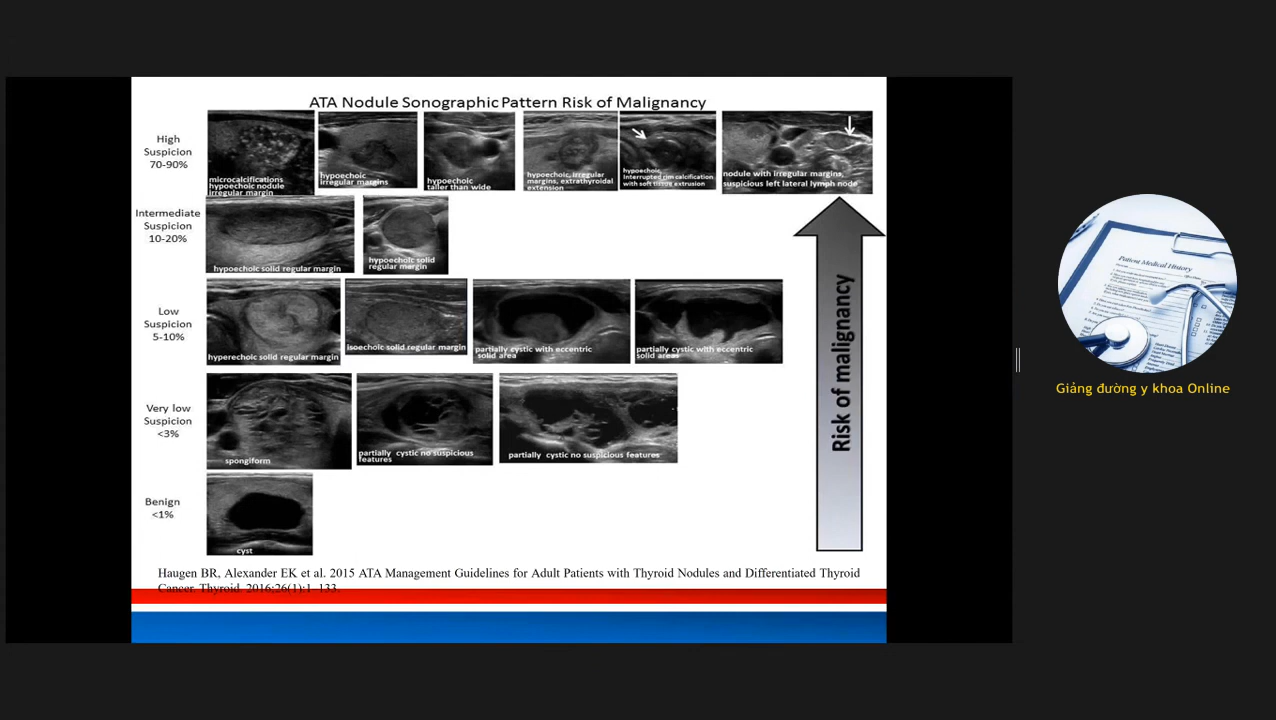 ATA Nodule Sonographic Pattern Risk of Malignancy
High
Suspicion
70-90%
microcalcifications
hypoechoic nodule
irregular margin
hypoechoic
irregular margins
hypoechoic
taller than wide
hypoechoic, irregular
margins, extrathyroidal
extension
hypoechoic,
Interrupted rim calcification
with soft tissue extrusion
nodule with irregular margins,
suspicious left lateral lymph node
Intermediate
Suspicion
10-20%
hypoechoic solid regular margin
hypoechoic solid
regular margin
Low
Suspicion
5-10%
hyperechoic solid regular margin
isoechoic solid regular margin
partially cystic with eccentric
solid area
partially cystic with eccentric
solid areas
Very low
Suspicion
<3%
spongiform
partially cystic no suspicious
features
partially cystic no suspicious features
Benign
<1%
cyst
Risk of malignancy
Haugen BR, Alexander EK et al. 2015 ATA Management Guidelines for Adult Patients with Thyroid Nodules and Differentiated Thyroid
Cancer. Thyroid. 2016;26(1):1–133.
Patient Medical History
Giảng đường y khoa Online